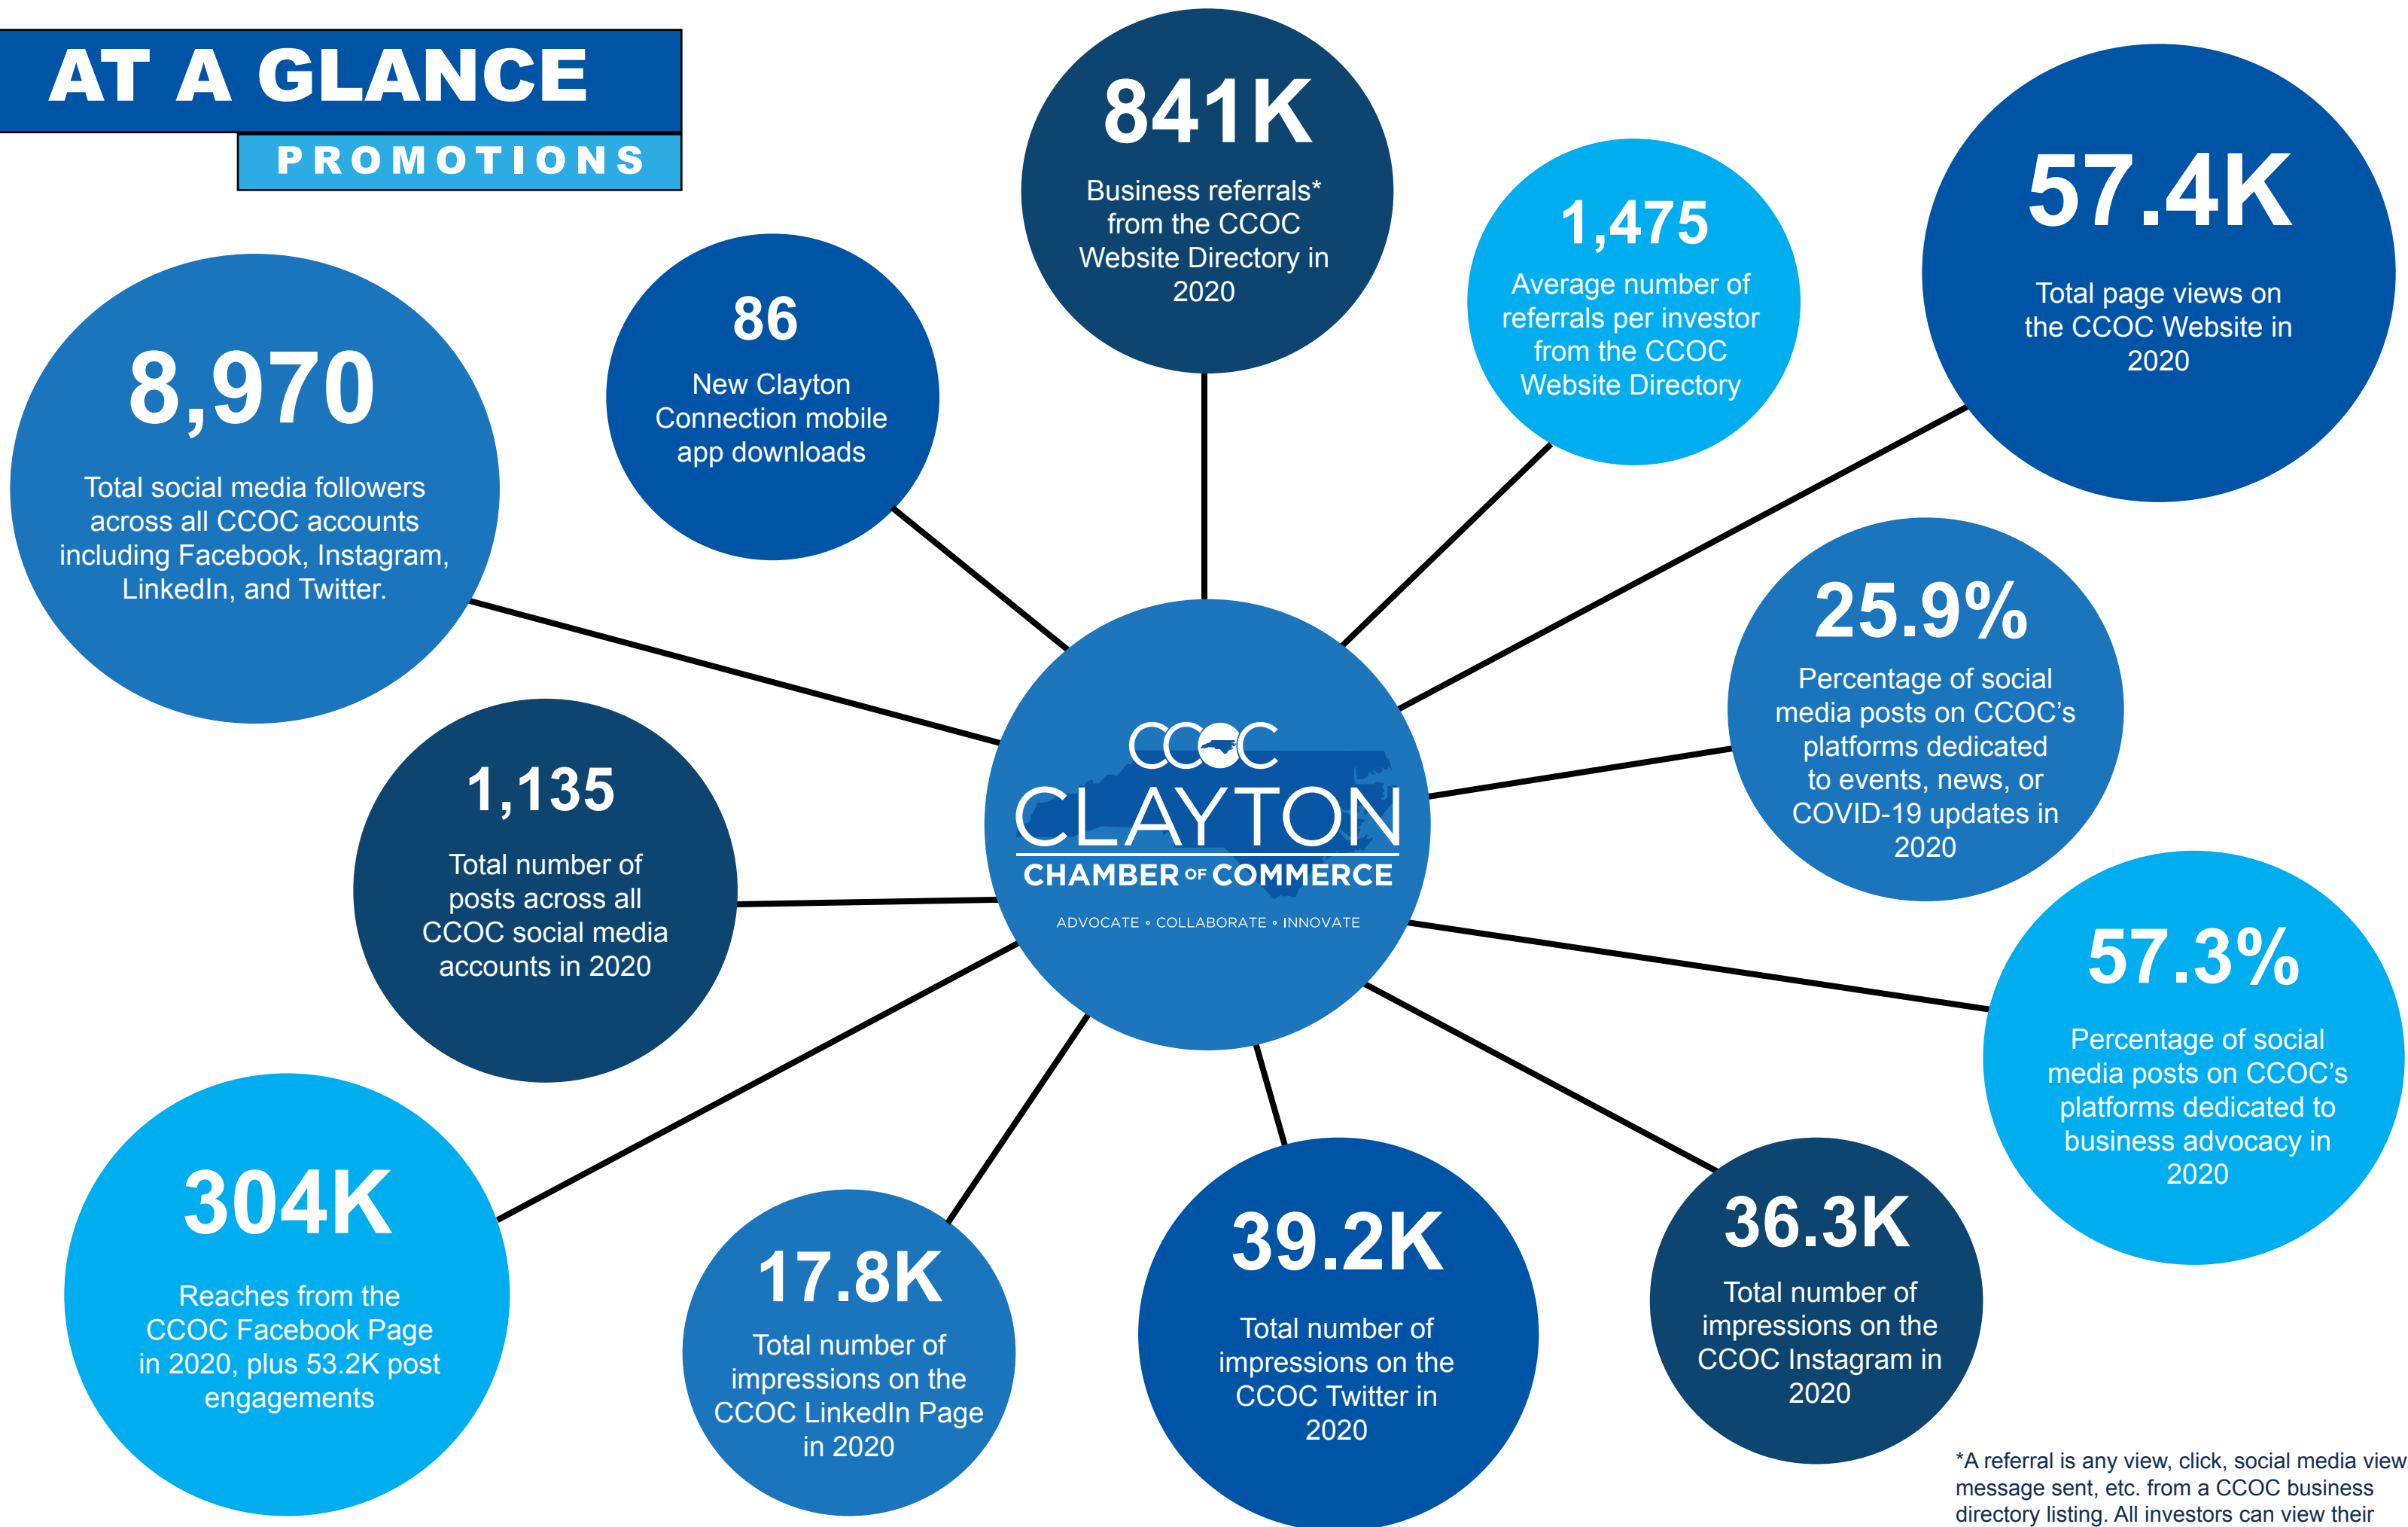 AT A GLANCE
PROMOTIONS
841K
Business referrals*
from the CCOC
Website Directory in
2020
1,475
Average number of
referrals per investor
from the CCOC
Website Directory
57.4K
Total page views on
the CCOC Website in
2020
86
New Clayton
Connection mobile
app downloads
8,970
Total social media followers
across all CCOC accounts
including Facebook, Instagram,
LinkedIn, and Twitter.
25.9%
Percentage of social
media posts on CCOC’s
platforms dedicated
to events, news, or
COVID-19 updates in
2020
1,135
Total number of
posts across all
CCOC social media
accounts in 2020
CCOC
CLAYTON
CHAMBER OF COMMERCE
ADVOCATE • COLLABORATE • INNOVATE
57.3%
Percentage of social
media posts on CCOC’s
platforms dedicated to
business advocacy in
2020
304K
Reaches from the
CCOC Facebook Page
in 2020, plus 53.2K post
engagements
17.8K
Total number of
impressions on the
CCOC LinkedIn Page
in 2020
39.2K
Total number of
impressions on the
CCOC Twitter in
2020
36.3K
Total number of
impressions on the
CCOC Instagram in
2020
*A referral is any view, click, social media view
message sent, etc. from a CCOC business
directory listing. All investors can view their